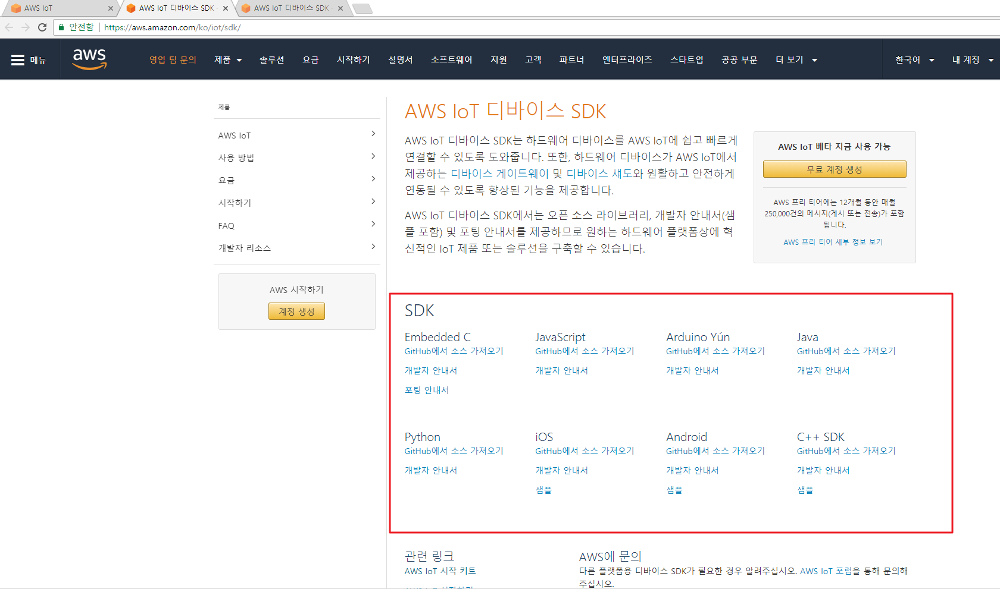 AWS IoT
AWS IoT 디바이스 SDK
AWS IoT 디바이스 SDK
안전함
https://aws.amazon.com/ko/iot/sdk/
메뉴
aws
영업 팀 문의
제품
솔루션
요금
시작하기
설명서
소프트웨어
지원
고객
파트너
엔터프라이즈
스타트업
공공 부문
더 보기
한국어
내 계정
제품
AWS IoT
사용 방법
요금
시작하기
FAQ
개발자 리소스
AWS 시작하기
계정 생성
AWS IoT 디바이스 SDK
AWS IoT 디바이스 SDK는 하드웨어 디바이스를 AWS IoT에 쉽고 빠르게
연결할 수 있도록 도와줍니다. 또한, 하드웨어 디바이스가 AWS IoT에서
제공하는 디바이스 게이트웨이 및 디바이스 섀도와 원활하고 안전하게
연동될 수 있도록 향상된 기능을 제공합니다.
AWS IoT 디바이스 SDK에서는 오픈 소스 라이브러리, 개발자 안내서(샘
플 포함) 및 포팅 안내서를 제공하므로 원하는 하드웨어 플랫폼상에 혁
신적인 IoT 제품 또는 솔루션을 구축할 수 있습니다.
AWS IoT 베타 지금 사용 가능
무료 계정 생성
AWS 프리 티어에는 12개월 동안 매월
250,000건의 메시지(게시 또는 전송)가 포함
됩니다.
AWS 프리 티어 세부 정보 보기
SDK
Embedded C
GitHub에서 소스 가져오기
개발자 안내서
포팅 안내서
JavaScript
GitHub에서 소스 가져오기
개발자 안내서
Arduino Yún
GitHub에서 소스 가져오기
개발자 안내서
Java
GitHub에서 소스 가져오기
개발자 안내서
Python
GitHub에서 소스 가져오기
개발자 안내서
iOS
GitHub에서 소스 가져오기
개발자 안내서
샘플
Android
GitHub에서 소스 가져오기
개발자 안내서
샘플
C++ SDK
GitHub에서 소스 가져오기
개발자 안내서
샘플
관련 링크
AWS IoT 시작 키트
AWS에 문의
다른 플랫폼용 디바이스 SDK가 필요한 경우 알려주십시오. AWS IoT 포럼을 통해 문의해
주십시오.